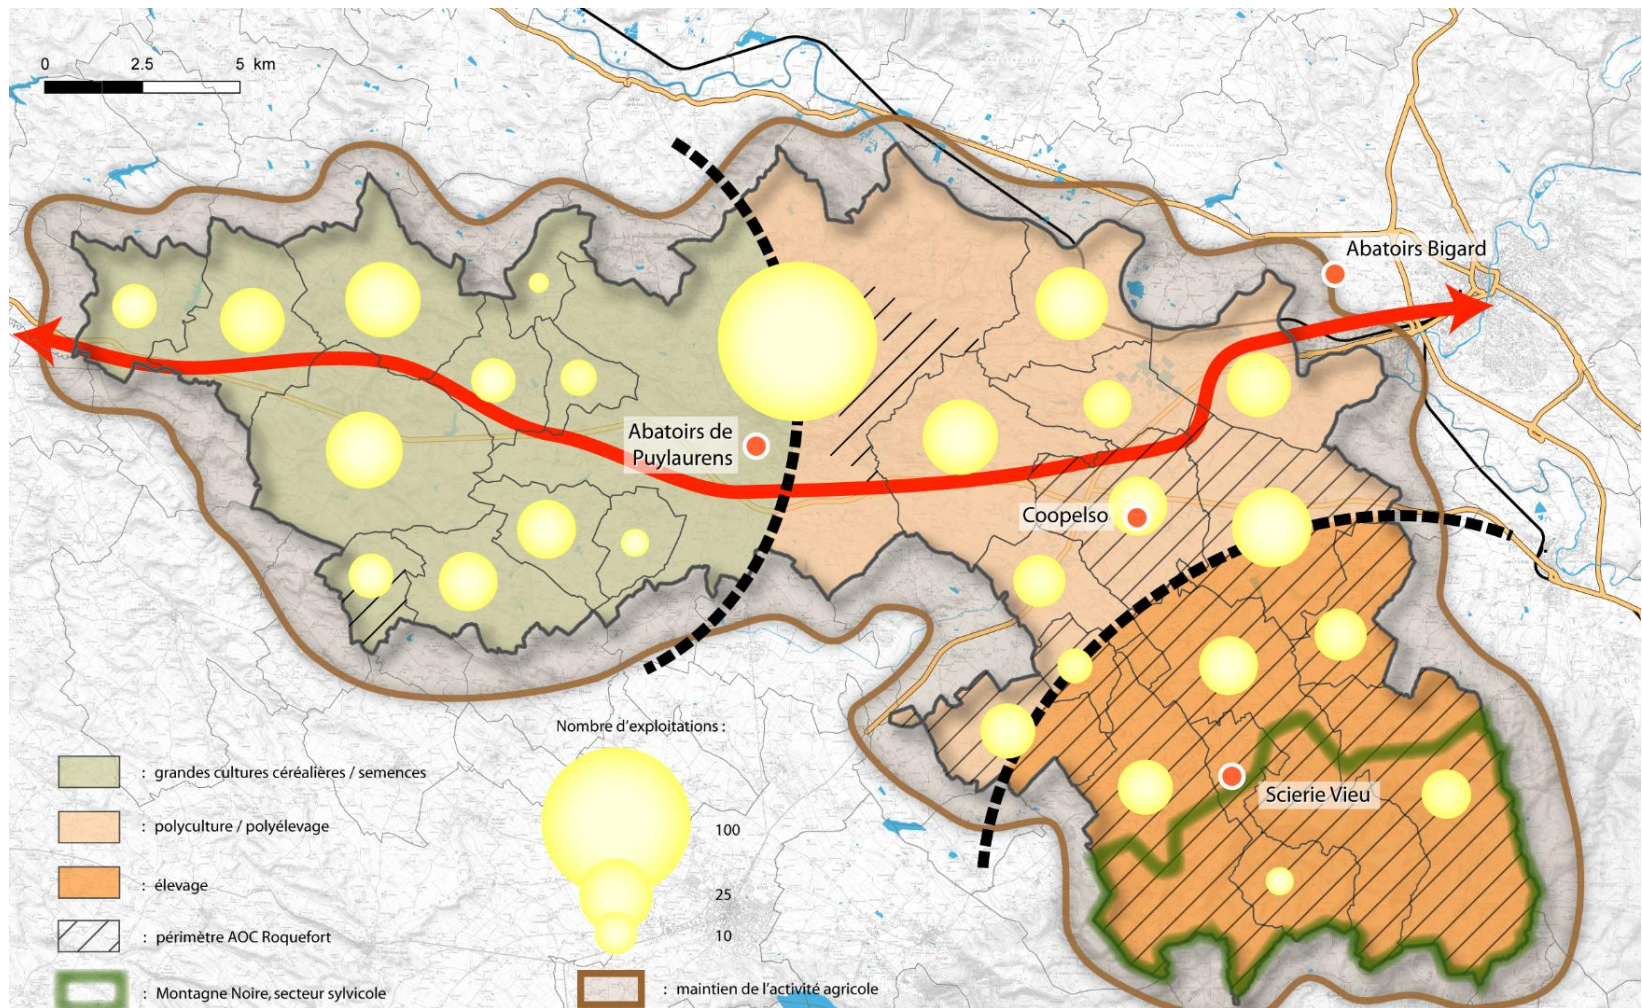 0 2.5 5 km
Abatoirs Bigard
Abatoirs de
Puylaurens
Coopelso
Scierie Vieu
Nombre d'exploitations :
100
25
10
: grandes cultures céréalières / semences
: polyculture / polyélevage
: élevage
: périmètre AOC Roquefort
: Montagne Noire, secteur sylvicole
: maintien de l'activité agricole